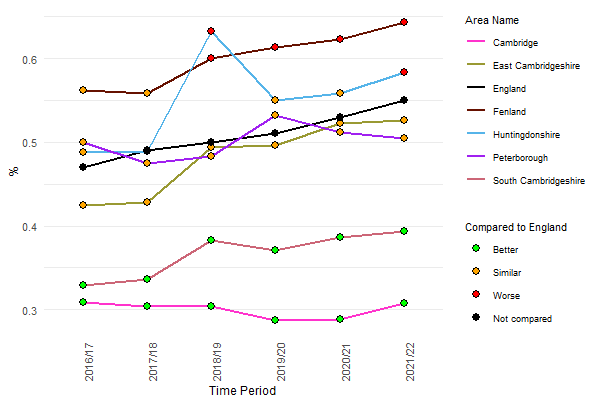 0.6
0.5
0.4
0.3
%
2016/17
2017/18
2018/19
2019/20
2020/21
2021/22
Time Period
Area Name
Cambridge
East Cambridgeshire
England
Fenland
Huntingdonshire
Peterborough
South Cambridgeshire
Compared to England
Better
Similar
Worse
Not compared